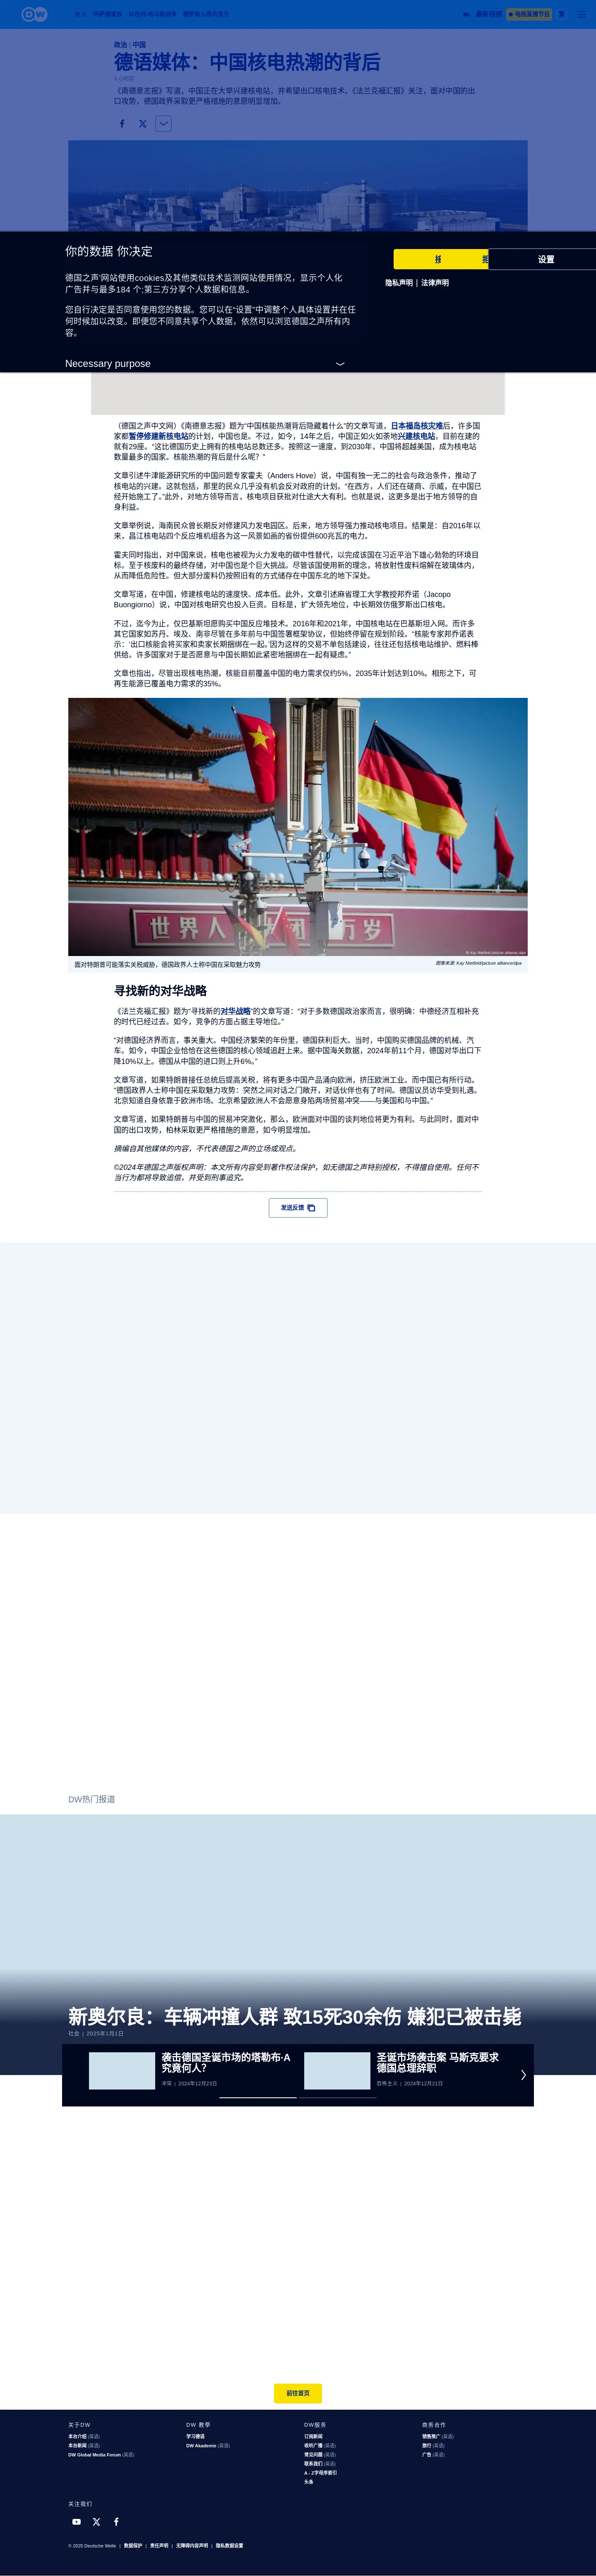 DW
焦点
叫萨德被抓
以色列-哈马斯战争
俄罗斯入侵乌克兰
最新视频
电视直播节目
繁
政治 | 中国
德语媒体：中国核电热潮的背后
《南德意志报》写道，中国正在大举兴建核电站，并希望出口核电技术。《法兰克福汇报》关注，面对中国的出
口攻势，德国政界采取更严格措施的意愿明显增加。
你的数据 你决定
德国之声'网站使用cookies及其他类似技术监测网站使用情况，显示个人化
广告并与最多184 个;第三方分享个人数据和信息。
您自行决定是否同意使用您的数据。您可以在“设置”中调整个人具体设置并在任
何时候加以改变。即便您不同意共享个人数据，依然可以浏览德国之声所有内
容。
Necessary purpose
设置
隐私声明 | 法律声明
（德国之声中文网）《南德意志报》题为“中国核能热潮背后隐藏着什么”的文章写道，日本福岛核灾难后，许多国
家都暂停修建新核电站的计划，中国也是。不过，如今，14年之后，中国正如火如荼地兴建核电站，目前在建的
就有29座。“这比德国历史上拥有的核电站总数还多。按照这一速度，到2030年，中国将超越美国，成为核电站
数量最多的国家。核能热潮的背后是什么呢？”
文章引述牛津能源研究所的中国问题专家霍夫（Anders Hove）说，中国有独一无二的社会与政治条件，推动了
核电站的兴建。这就包括，那里的民众几乎没有机会反对政府的计划。“在西方，人们还在磋商、示威，在中国已
经开始施工了。”此外，对地方领导而言，核电项目获批对仕途大大有利。也就是说，这更多是出于地方领导的自
身利益。
文章举例说，海南民众曾长期反对修建风力发电园区。后来，地方领导强力推动核电项目。结果是：自2016年以
来，昌江核电站四个反应堆机组各为这一风景如画的省份提供600兆瓦的电力。
霍夫同时指出，对中国来说，核电也被视为火力发电的碳中性替代，以完成该国在习近平治下雄心勃勃的环境目
标。至于核废料的最终存储，对中国也是个巨大挑战。尽管该国使用新的理念，将放射性废料熔解在玻璃体内，
从而降低危险性。但大部分废料仍按照旧有的方式储存在中国东北的地下深处。
文章写道，在中国，修建核电站的速度快、成本低。此外，文章引述麻省理工大学教授邦乔诺（Jacopo
Buongiorno）说，中国对核电研究也投入巨资。目标是，扩大领先地位，中长期效仿俄罗斯出口核电。
不过，迄今为止，仅巴基斯坦愿购买中国反应堆技术。2016年和2021年，中国核电站在巴基斯坦入网。而许多
其它国家如苏丹、埃及、南非尽管在多年前与中国签署框架协议，但始终停留在规划阶段。“核能专家邦乔诺表
示：‘出口核能会将买家和卖家长期捆绑在一起。’因为这样的交易不单包括建设，往往还包括核电站维护、燃料棒
供给。许多国家对于是否愿意与中国长期如此紧密地捆绑在一起有疑虑。”
文章也指出，尽管出现核电热潮，核能目前覆盖中国的电力需求仅约5%，2035年计划达到10%。相形之下，可
再生能源已覆盖电力需求的35%。
© Kay Nietfeld/picture alliance/dpa
面对特朗普可能落实关税威胁，德国政界人士称中国在采取魅力攻势
图像来源: Kay Nietfeld/picture alliance/dpa
寻找新的对华战略
《法兰克福汇报》题为“寻找新的对华战略”的文章写道：“对于多数德国政治家而言，很明确：中德经济互相补充
的时代已经过去。如今，竞争的方面占据主导地位。”
“对德国经济界而言，事关重大。中国经济繁荣的年份里，德国获利巨大。当时，中国购买德国品牌的机械、汽
车。如今，中国企业恰恰在这些德国的核心领域追赶上来。据中国海关数据，2024年前11个月，德国对华出口下
降10%以上。德国从中国的进口则上升6%。”
文章写道，如果特朗普接任总统后提高关税，将有更多中国产品涌向欧洲，挤压欧洲工业。而中国已有所行动。
“德国政界人士称中国在采取魅力攻势：突然之间对话之门敞开，对话伙伴也有了时间。德国议员访华受到礼遇。
北京知道自身依靠于欧洲市场。北京希望欧洲人不会愿意身陷两场贸易冲突——与美国和与中国。”
文章写道，如果特朗普与中国的贸易冲突激化，那么，欧洲面对中国的谈判地位将更为有利。与此同时，面对中
国的出口攻势，柏林采取更严格措施的意愿，如今明显增加。
摘编自其他媒体的内容，不代表德国之声的立场或观点。
©2024年德国之声版权声明：本文所有内容受到著作权法保护，如无德国之声特别授权，不得擅自使用。任何不
当行为都将导致追偿，并受到刑事追究。
发送反馈
DW热门报道
新奥尔良：车辆冲撞人群 致15死30余伤 嫌犯已被击毙
社会 | 2025年1月1日
袭击德国圣诞市场的塔勒布·A
究竟何人？
冲突 | 2024年12月23日
圣诞市场袭击案 马斯克要求
德国总理辞职
恐怖主义 | 2024年12月21日
前往首页
关于DW
本台介绍 (英语)
本台新闻 (英语)
DW Global Media Forum (英语)
DW 教學
学习德语
DW Akademie (英语)
DW服务
订阅新闻
收听广播 (英语)
常见问题 (英语)
联系我们 (英语)
A - Z字母序索引
头条
商务合作
销售推广 (英语)
旅行 (英语)
广告 (英语)
关注我们
© 2025 Deutsche Welle | 数据保护 | 责任声明 | 无障碍内容声明 | 隐私数据设置